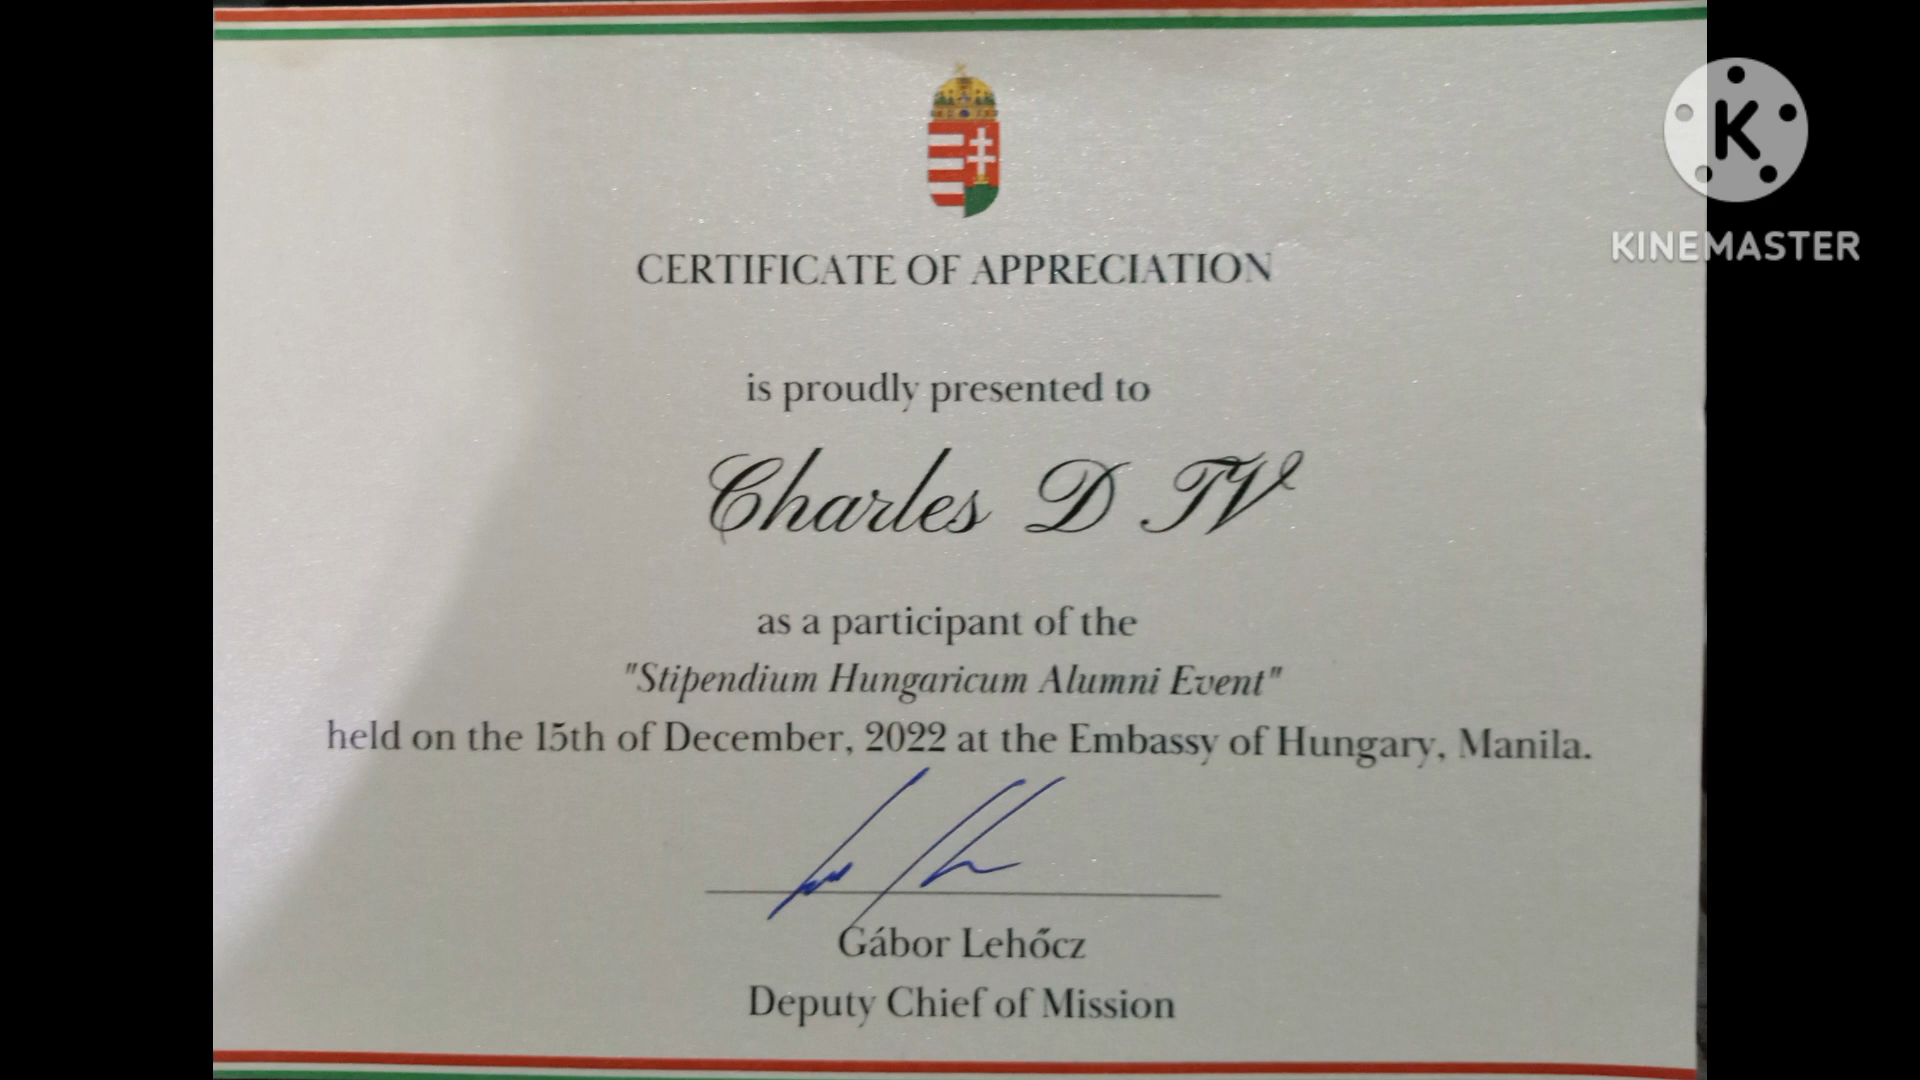 K
KINEMASTER
CERTIFICATE OF APPRECIATION
is proudly presented to
Charles D TV
as a participant of the
"Stipendium Hungaricum Alumni Event"
held on the 15th of December, 2022 at the Embassy of Hungary, Manila.
Gábor Lehőcz
Deputy Chief of Mission